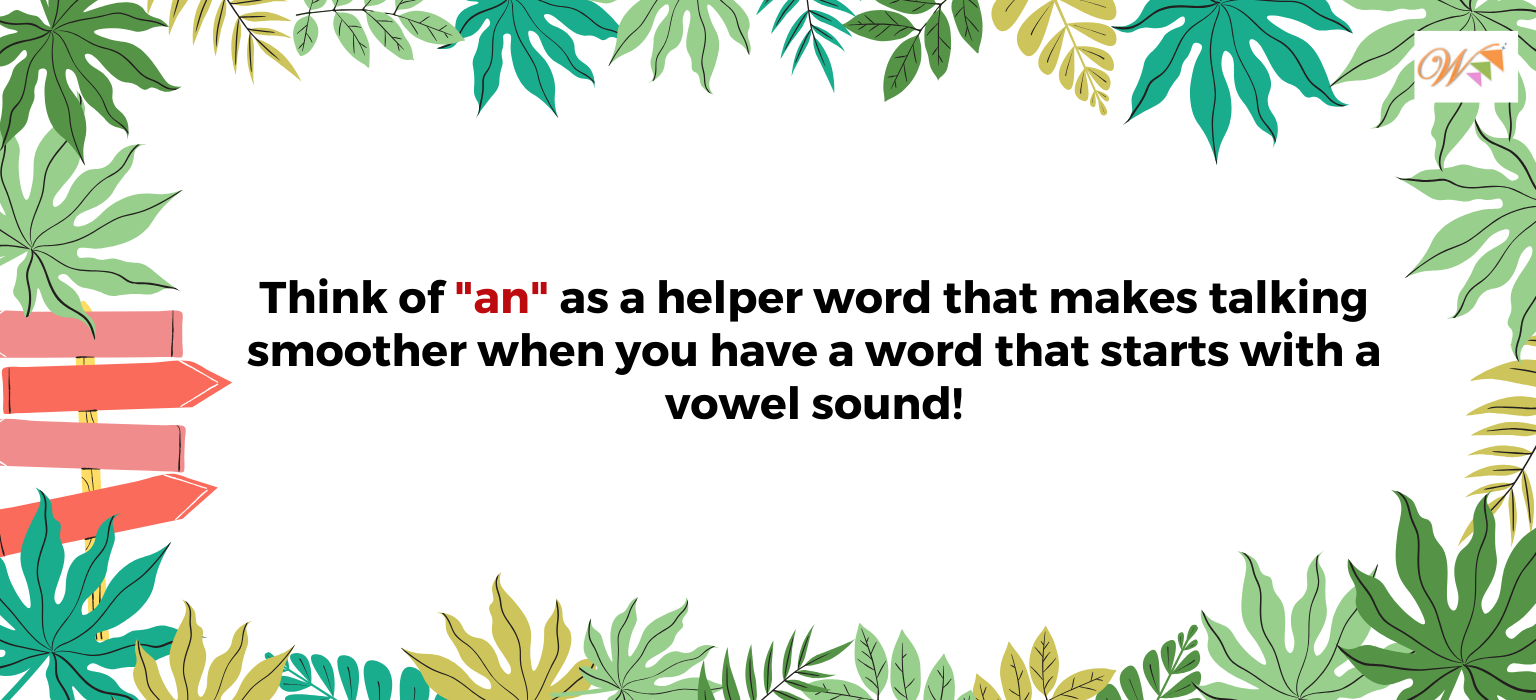 Think of "an" as a helper word that makes talking
smoother when you have a word that starts with a
vowel sound!
W